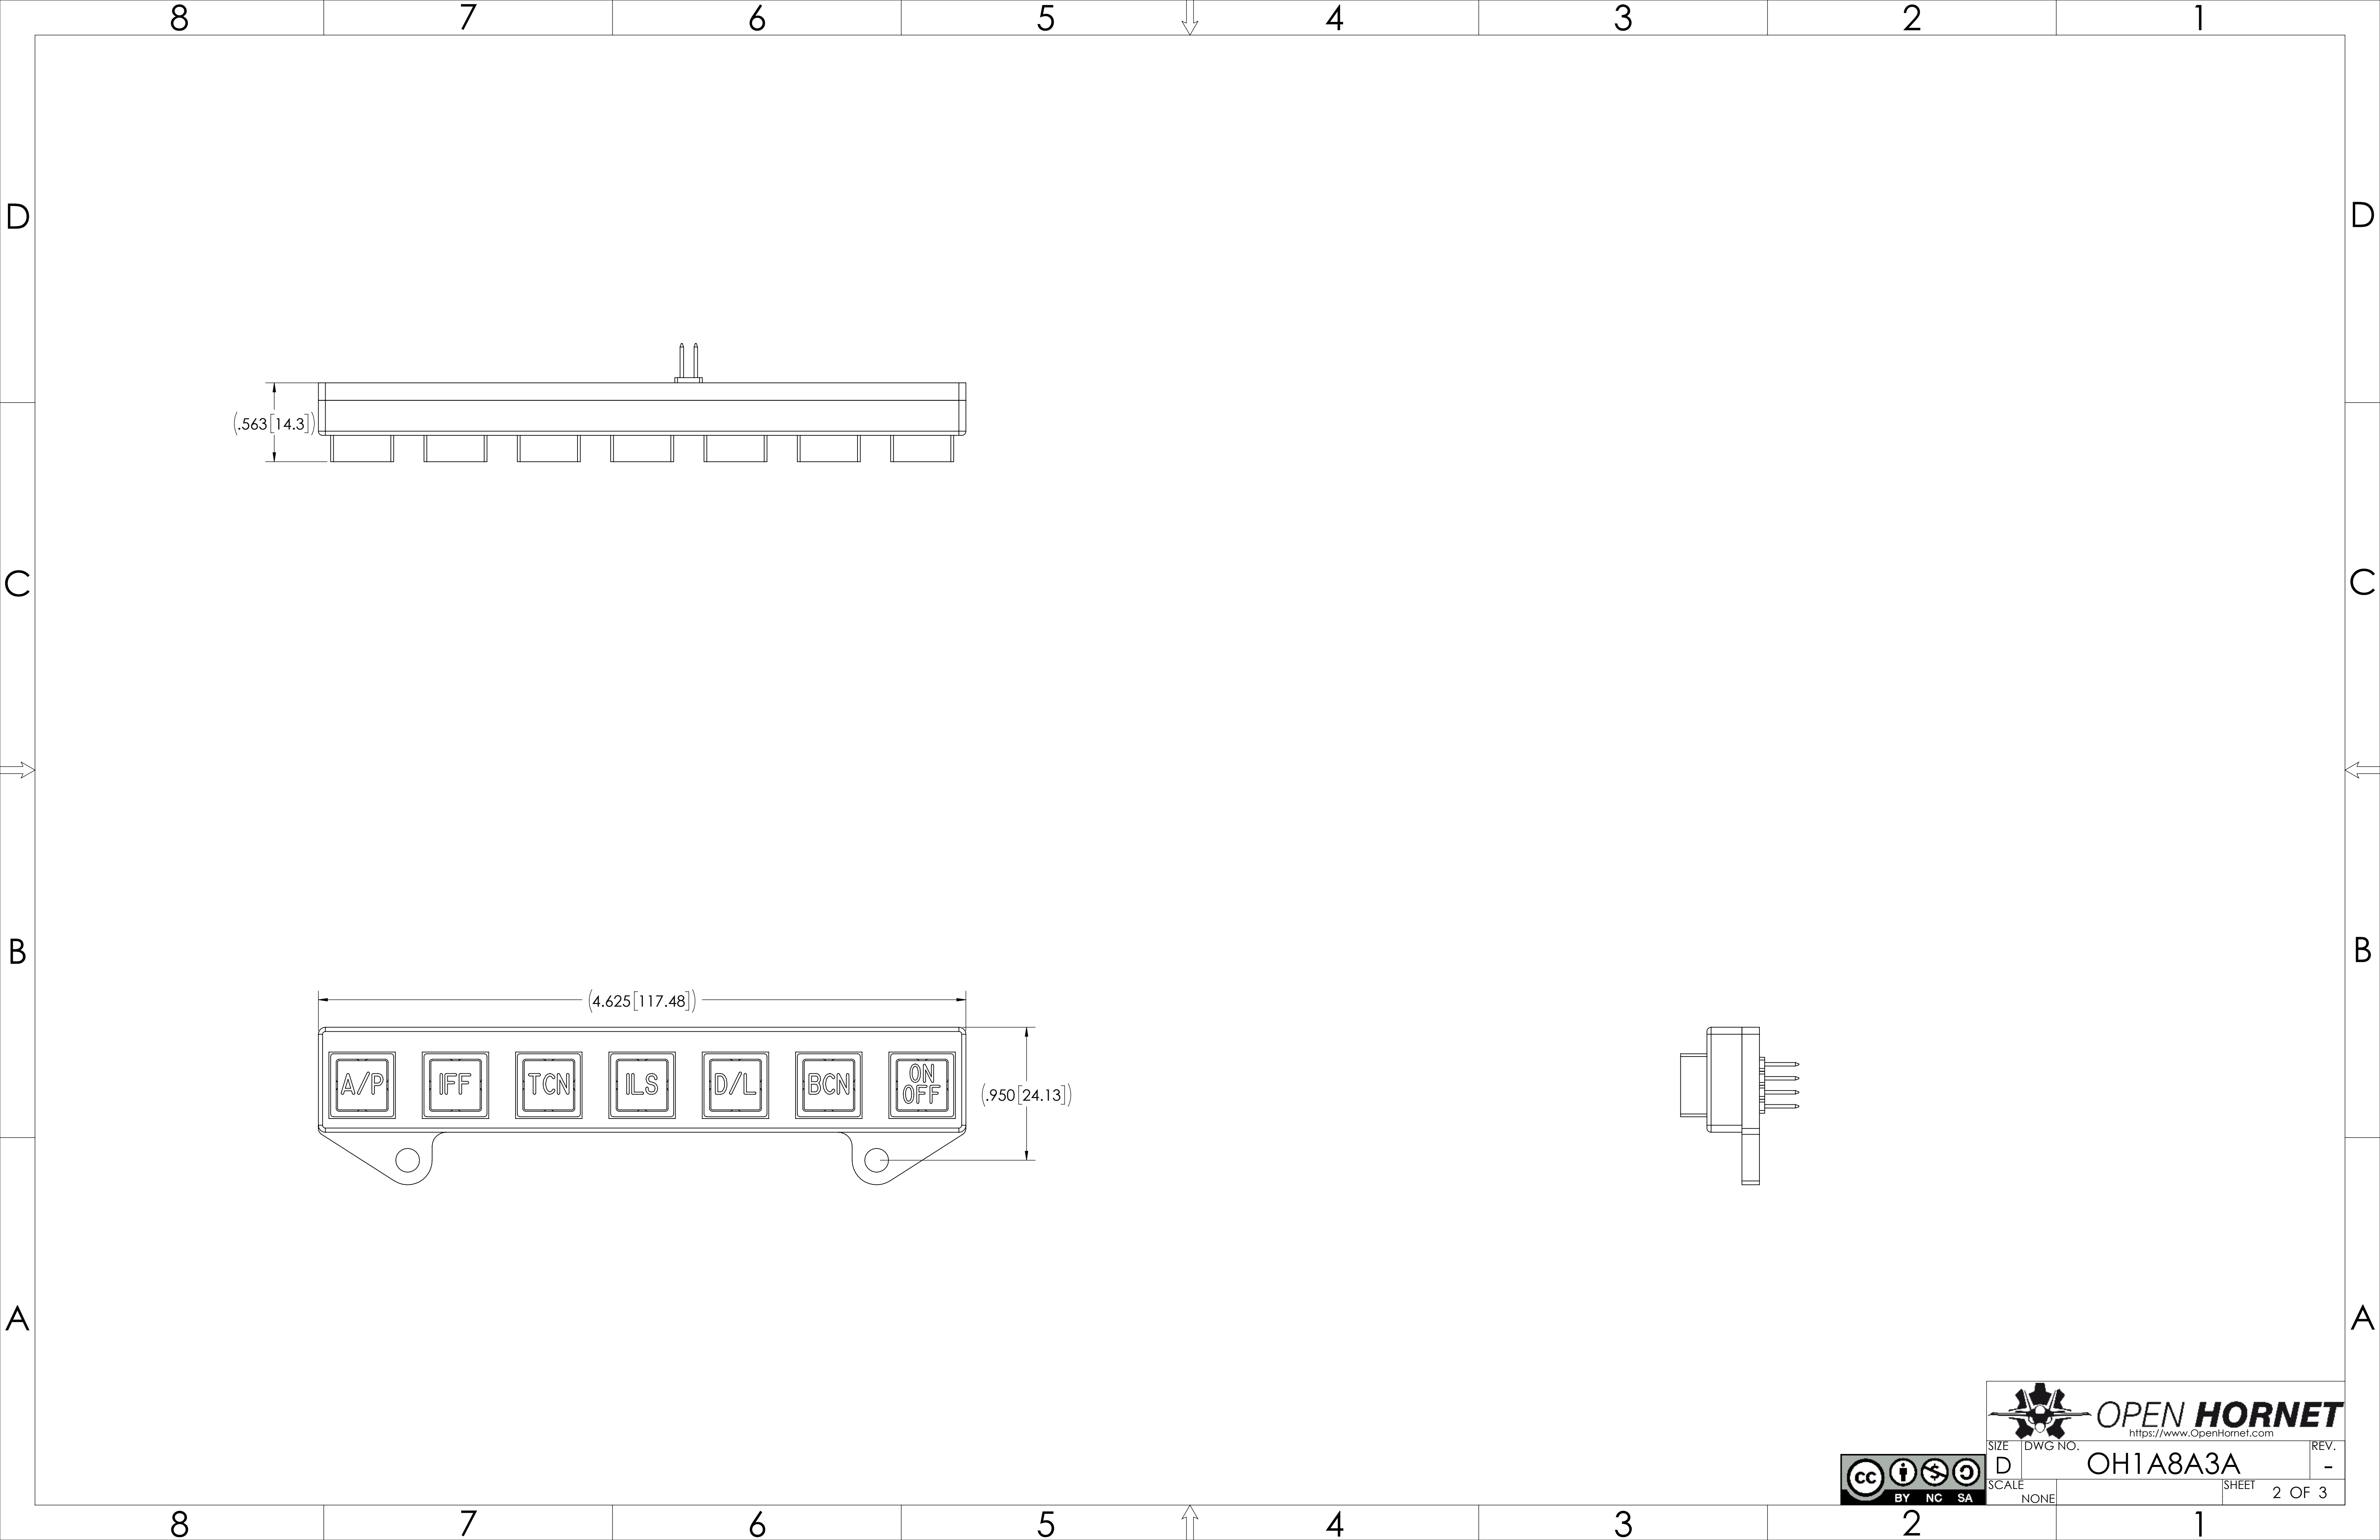 8 7 6 5 4 3 2 1
D D
(.563[14.3])
C C
B B
(4.625[117.48])
A/P IFF TCN ILS D/L BCN ON
OFF
(.950[24.13])
A A
OPEN HORNET
https://www.OpenHornet.com
SIZE DWG NO. REV.
D OH1A8A3A -
SCALE NONE SHEET 2 OF 3
cc BY NC SA
8 7 6 5 4 3 2 1